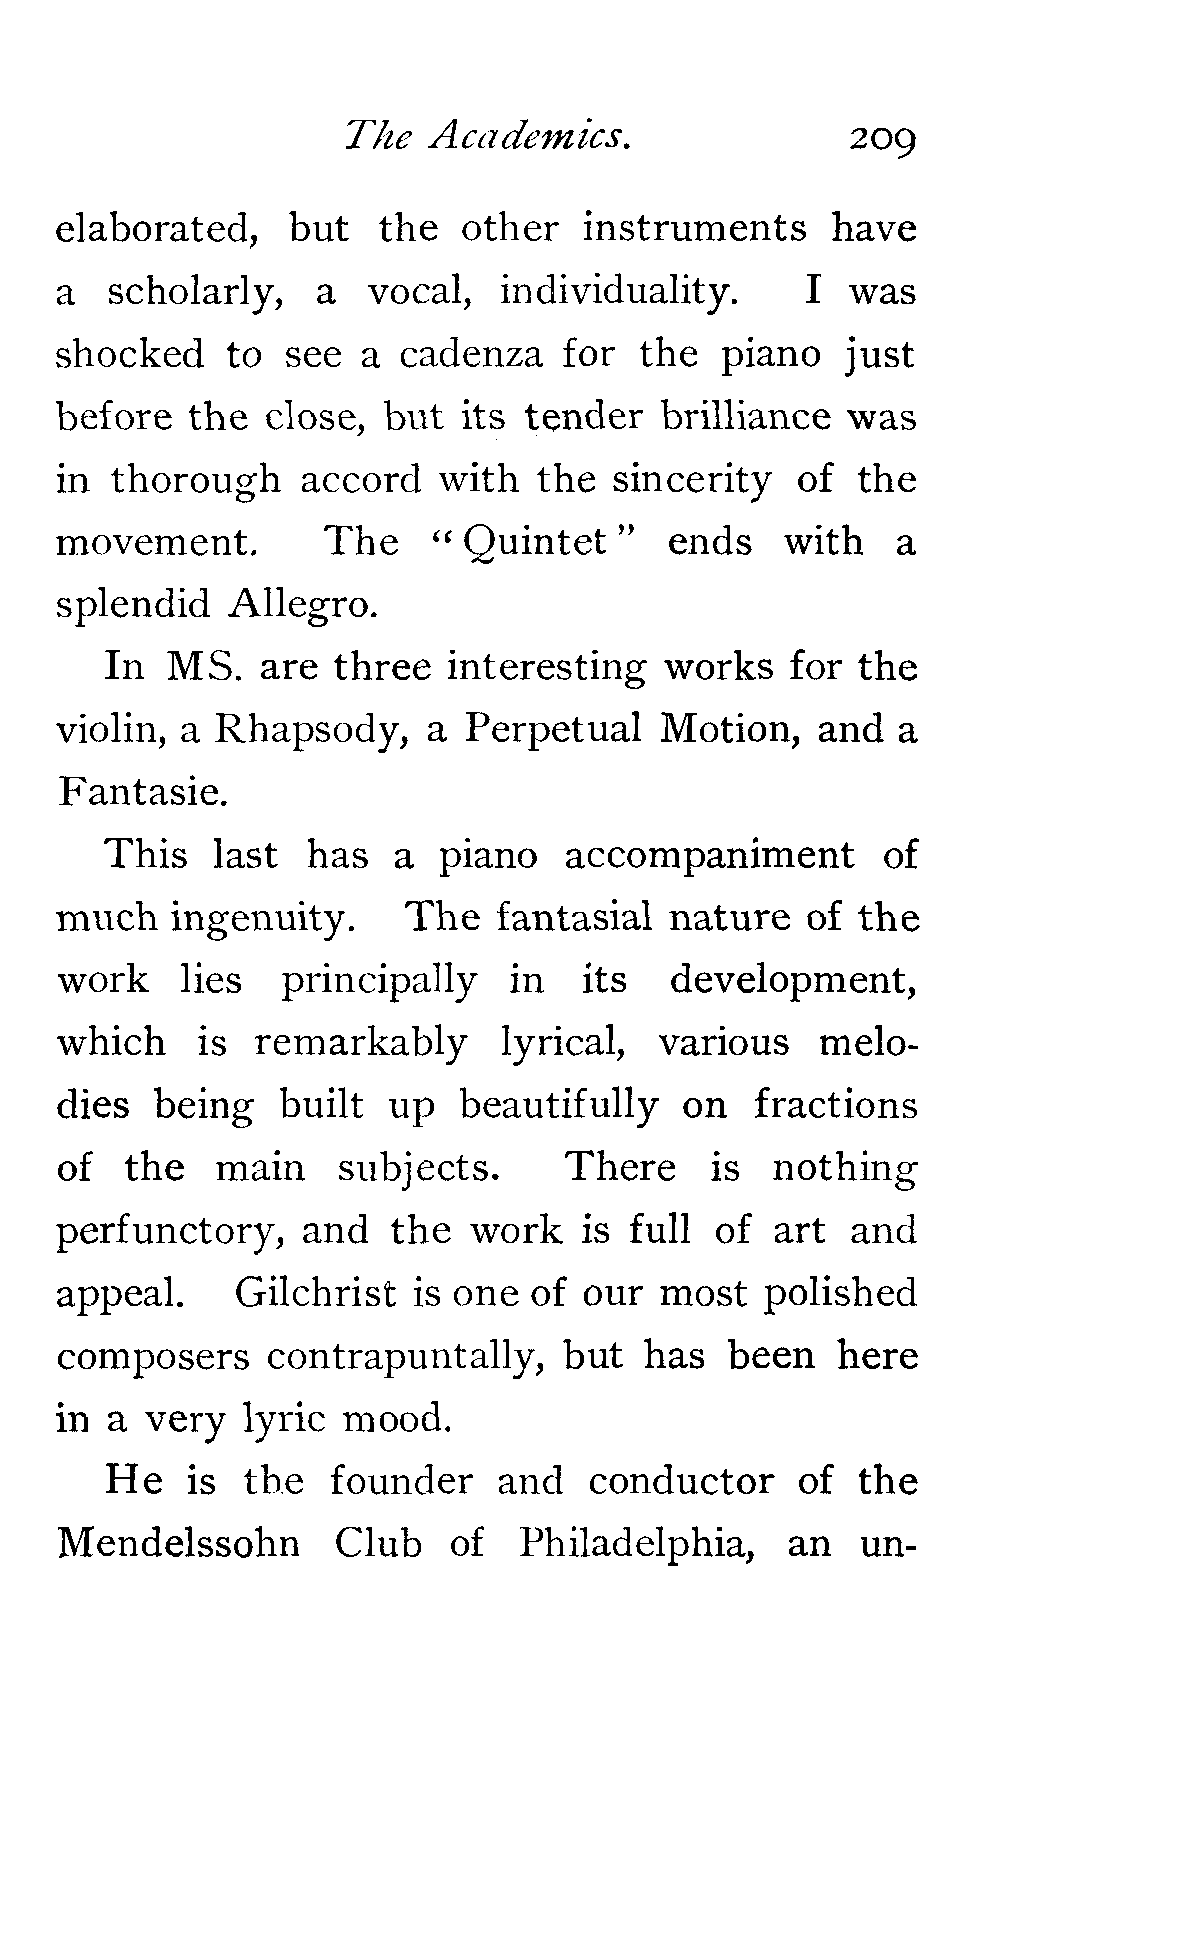 The Academics. 209
elaborated, but the other instruments have
a scholarly, a vocal, individuality. I was
shocked to see a cadenza for the piano just
before the close, but its tender brilliance was
in thorough accord with the sincerity of the
movement. The “Quintet” ends with a
splendid Allegro.
In MS. are three interesting works for the
violin, a Rhapsody, a Perpetual Motion, and a
Fantasie.
This last has a piano accompaniment of
much ingenuity. The fantasial nature of the
work lies principally in its development,
which is remarkably lyrical, various melo-
dies being built up beautifully on fractions
of the main subjects. There is nothing
perfunctory, and the work is full of art and
appeal. Gilchrist is one of our most polished
composers contrapuntally, but has been here
in a very lyric mood.
He is the founder and conductor of the
Mendelssohn Club of Philadelphia, an un-